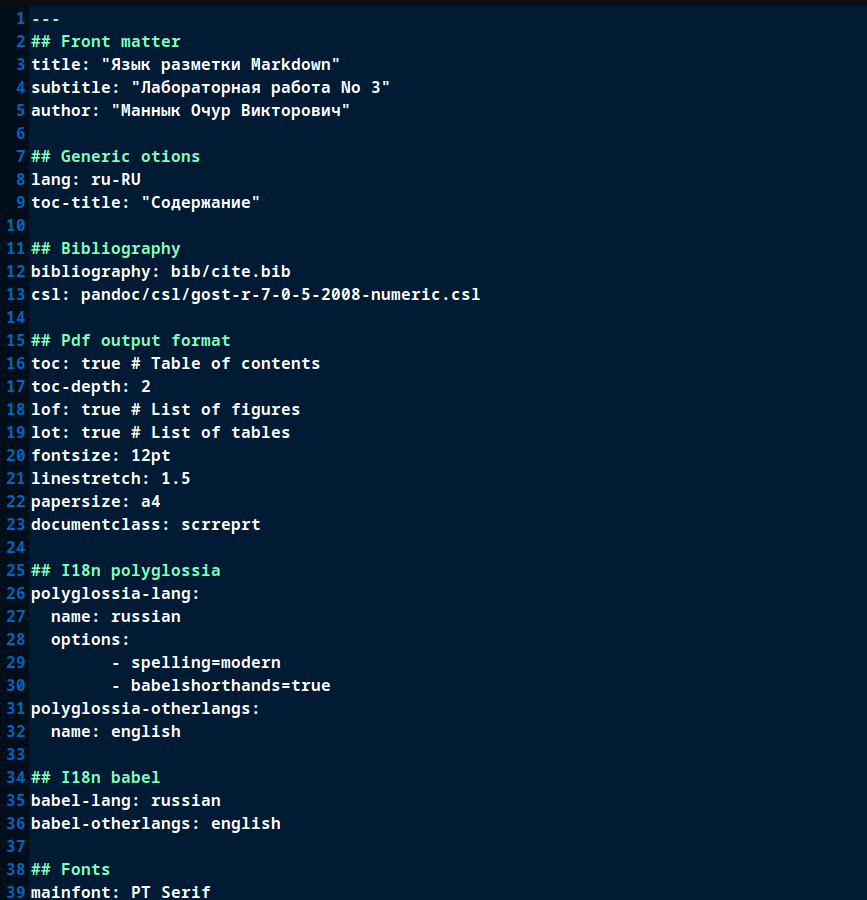 1 ---
2 ## Front matter
3 title: "Язык разметки Markdown"
4 subtitle: "Лабораторная работа No 3"
5 author: "Маннык Очур Викторович"
6
7 ## Generic otions
8 lang: ru-RU
9 toc-title: "Содержание"
10
11 ## Bibliography
12 bibliography: bib/cite.bib
13 csl: pandoc/csl/gost-r-7-0-5-2008-numeric.csl
14
15 ## Pdf output format
16 toc: true # Table of contents
17 toc-depth: 2
18 lof: true # List of figures
19 lot: true # List of tables
20 fontsize: 12pt
21 linestretch: 1.5
22 papersize: a4
23 documentclass: scrreprt
24
25 ## I18n polyglossia
26 polyglossia-lang:
27   name: russian
28   options:
29         - spelling=modern
30         - babelshorthands=true
31 polyglossia-otherlangs:
32   name: english
33
34 ## I18n babel
35 babel-lang: russian
36 babel-otherlangs: english
37
38 ## Fonts
39 mainfont: PT Serif